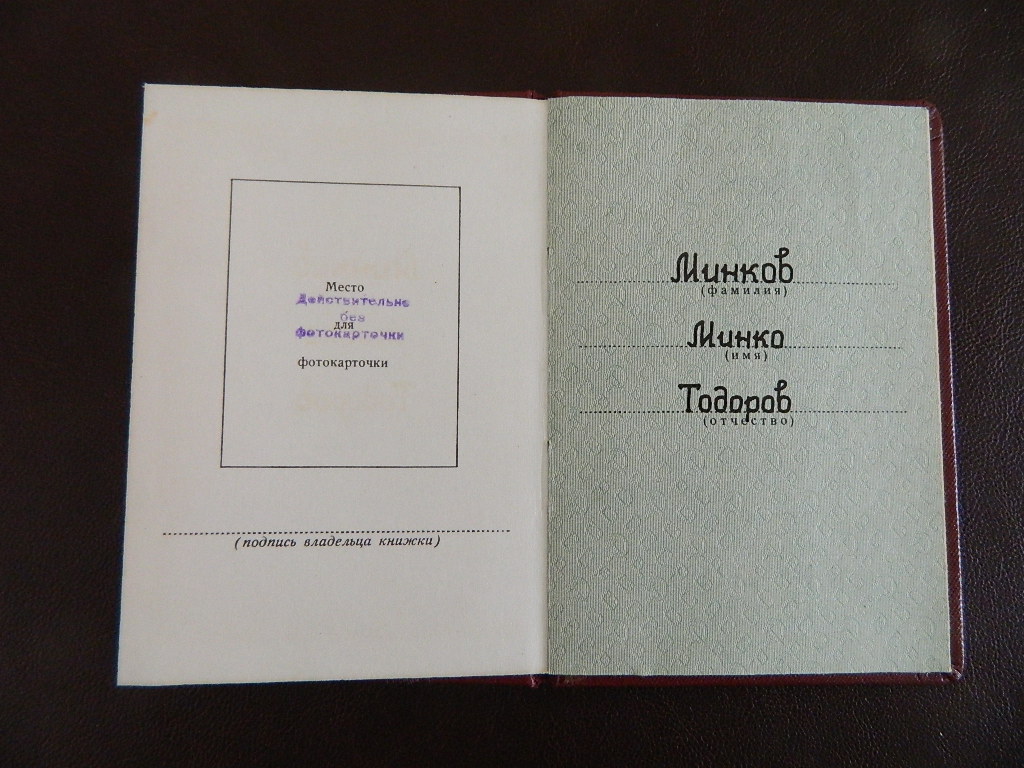 Место
Действительно
без
для
фотокарточки
фотокарточки
(подпись владельца книжки)
Минков
(фамилия)
Минко
(имя)
Тодоров
(отчество)